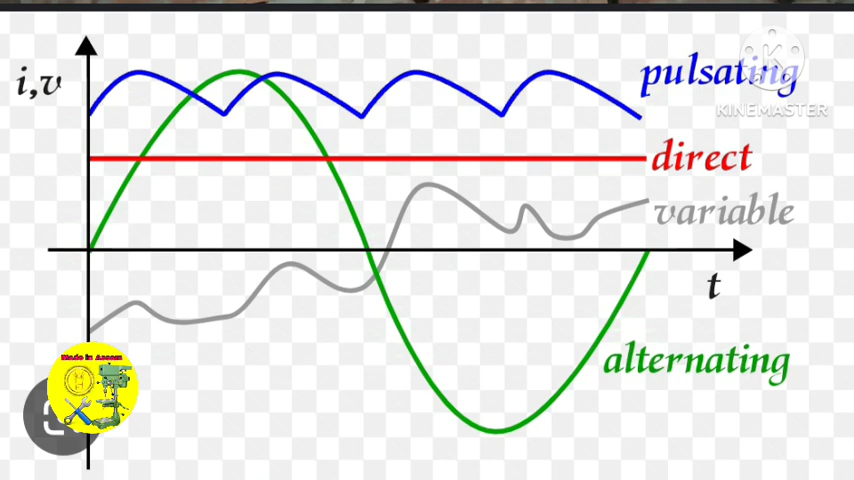 i,v
pulsating
KINEMASTER
direct
variable
t
alternating
Made in Assam